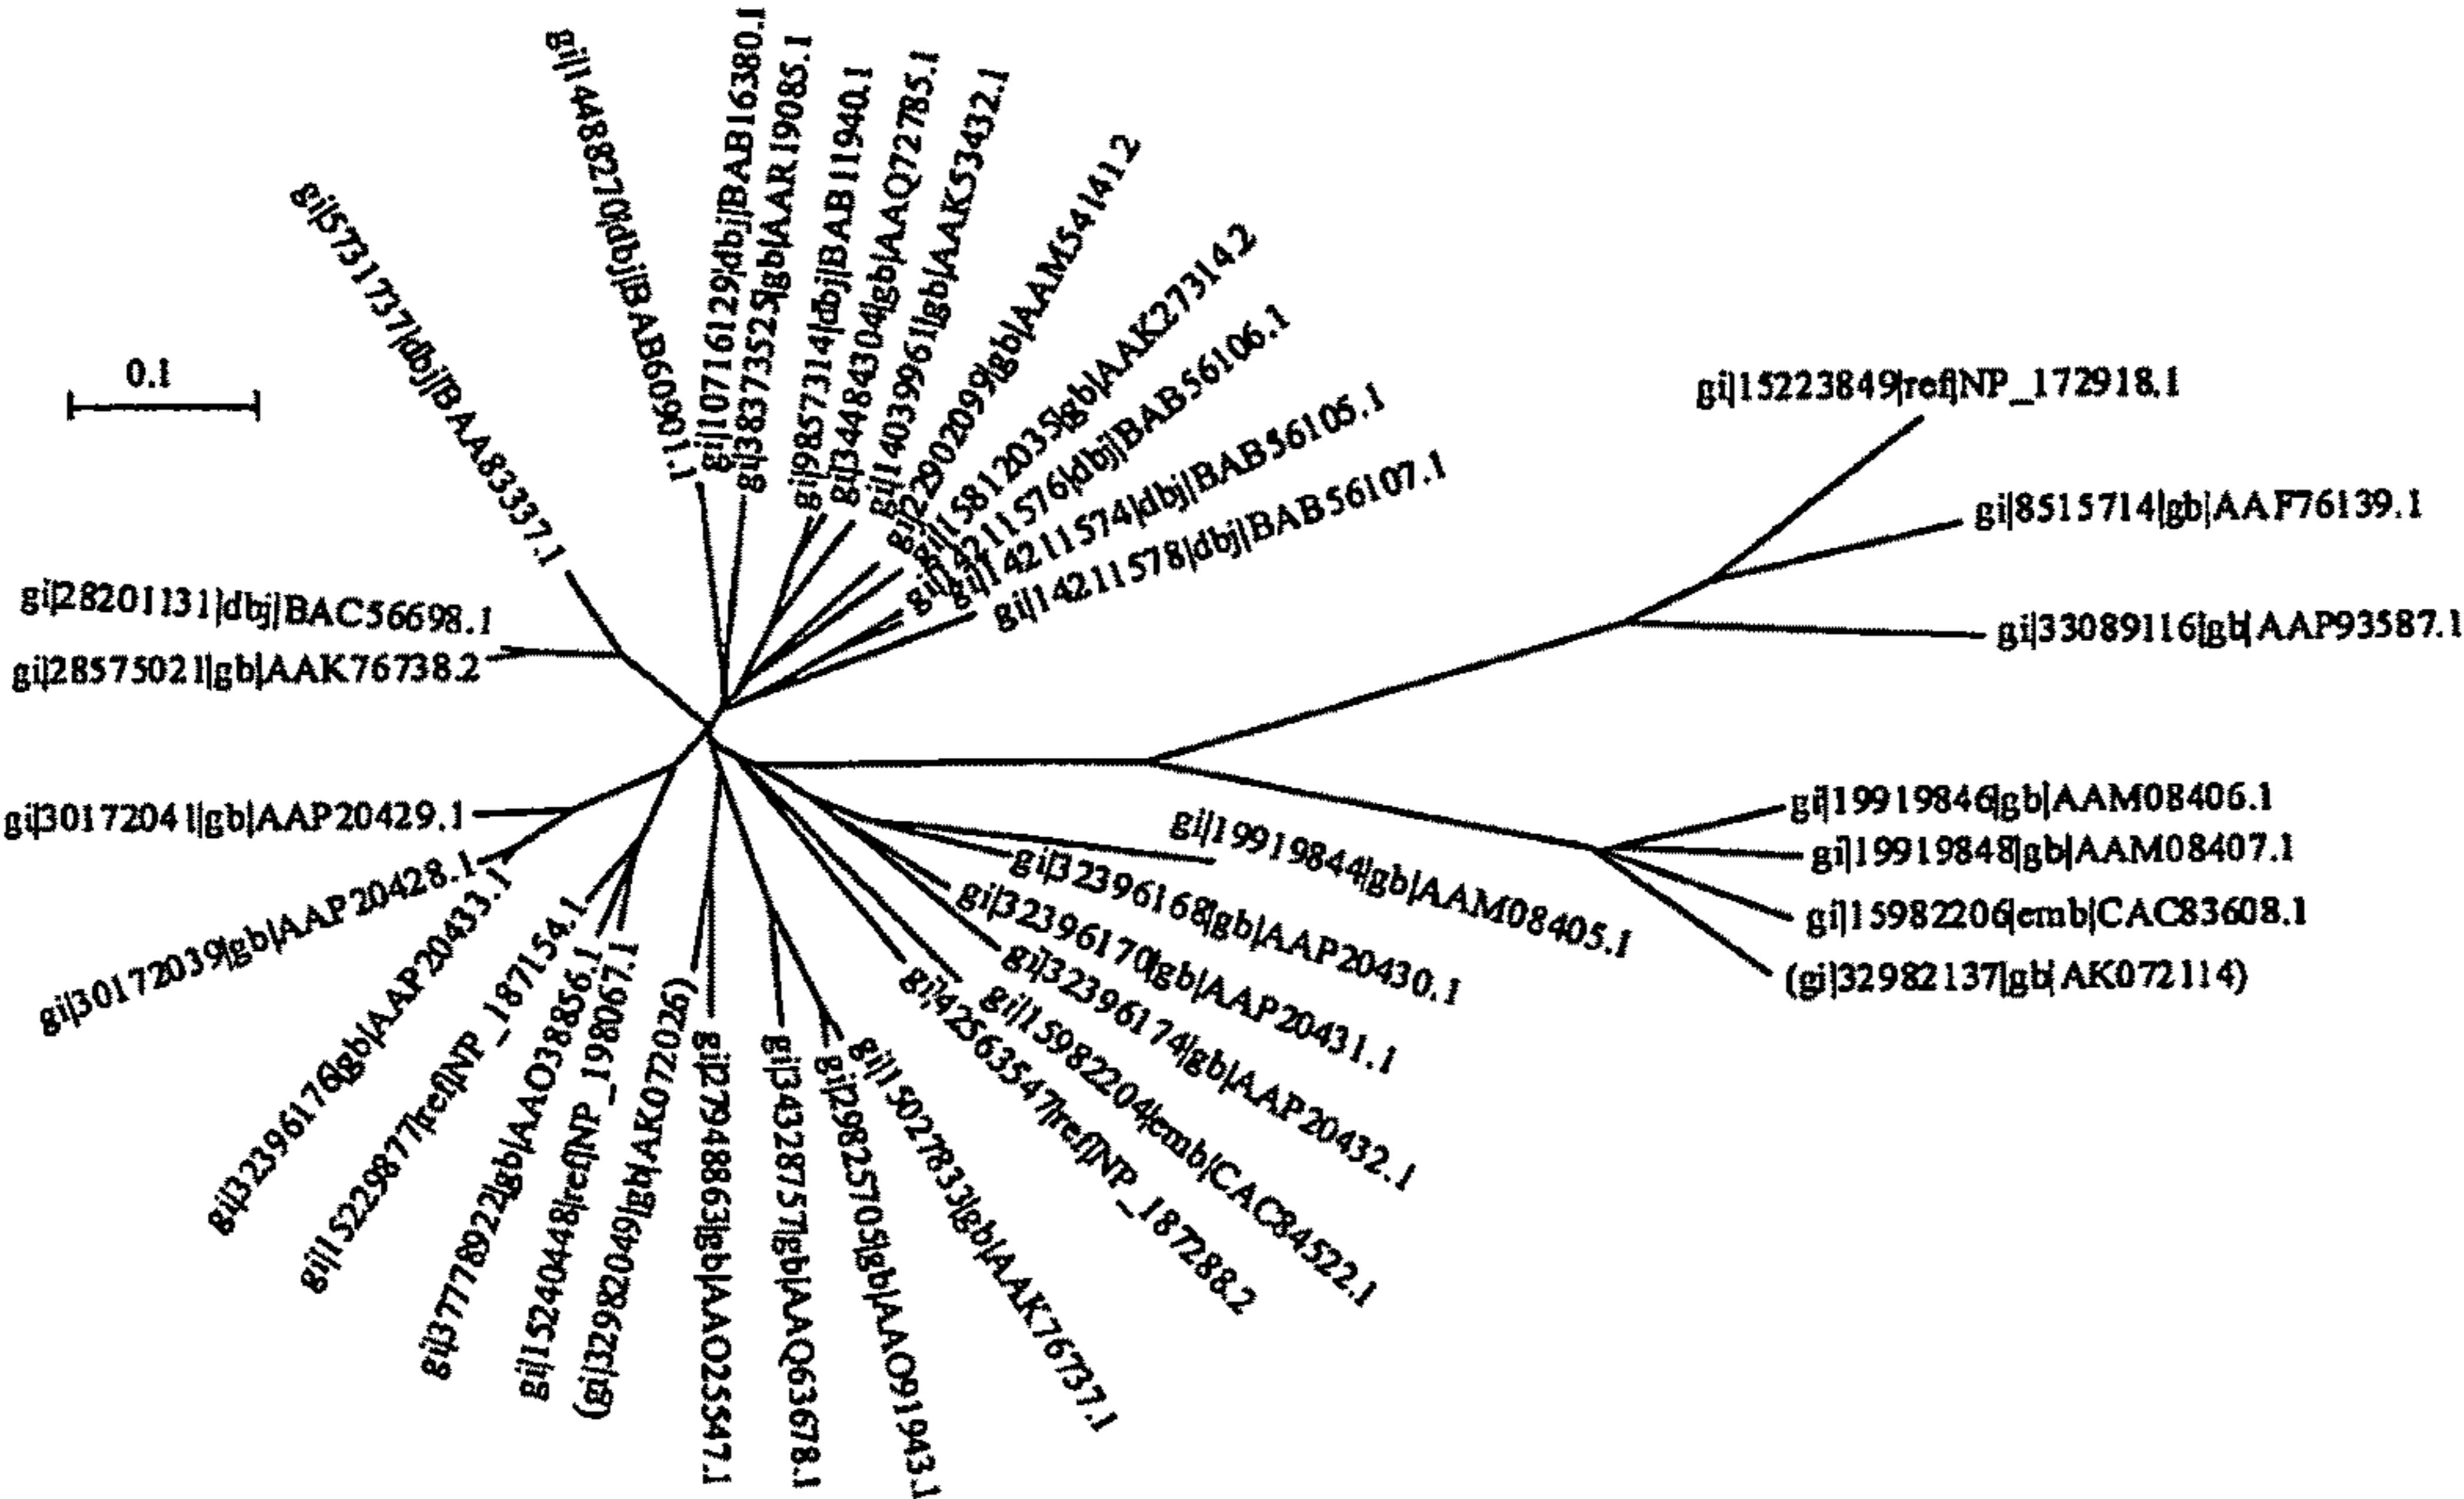 gi|14488270|dbj|BAB60901.1
gi|10716129|dbj|BAB16380.1
gi|38373525|gb|AAR19085.1
gi|9857314|dbj|BAB11940.1
gi|34484304|gb|AAQ72785.1
gi|14039961|gb|AAK53432.1
gi|22902099|gb|AAM54141.2
gi|15812035|gb|AAK27314.2
gi|14211576|dbj|BAB56106.1
gi|14211574|dbj|BAB56105.1
gi|14211578|dbj|BAB56107.1
gi|5731737|dbj|BAA83337.1
0.1
gi|28201131|dbj|BAC56698.1
gi|28575021|gb|AAK76738.2
gi|15223849|ref|NP_172918.1
gi|8515714|gb|AAF76139.1
gi|33089116|gb|AAP93587.1
gi|30172041|gb|AAP20429.1
gi|30172039|gb|AAP20428.1
gi|32396176|gb|AAP20433.1
gi|15229877|ref|NP_187154.1
gi|37778922|gb|AAO38856.1
gi|15240448|ref|NP_198067.1
(gi|32982049|gb|AK072026)
gi|27948863|gb|AAO25547.1
gi|34328757|gb|AAQ63678.1
gi|29825705|gb|AAO91943.1
gi|15027833|gb|AAK76737.1
gi|42563547|ref|NP_187288.2
gi|15982204|emb|CAC84522.1
gi|32396174|gb|AAP20432.1
gi|32396170|gb|AAP20431.1
gi|32396168|gb|AAP20430.1
gi|19919844|gb|AAM08405.1
gi|19919846|gb|AAM08406.1
gi|19919848|gb|AAM08407.1
gi|15982206|emb|CAC83608.1
(gi|32982137|gb|AK072114)